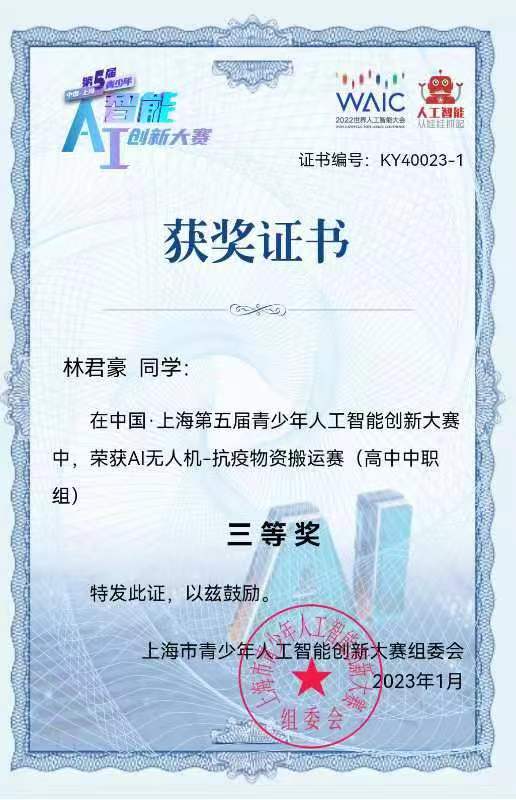 第5届
中国·上海 青少年
AI智能
创新大赛
WAIC
2022世界人工智能大会
人工智能
从娃娃抓起
证书编号：KY40023-1
获奖证书
林君豪 同学：
在中国·上海第五届青少年人工智能创新大赛
中，荣获AI无人机-抗疫物资搬运赛（高中中职
组）
三等奖
特发此证，以兹鼓励。
上海市青少年人工智能创新大赛组委会
2023年1月
上海市青少年人工智能创新大赛
组委会
AI